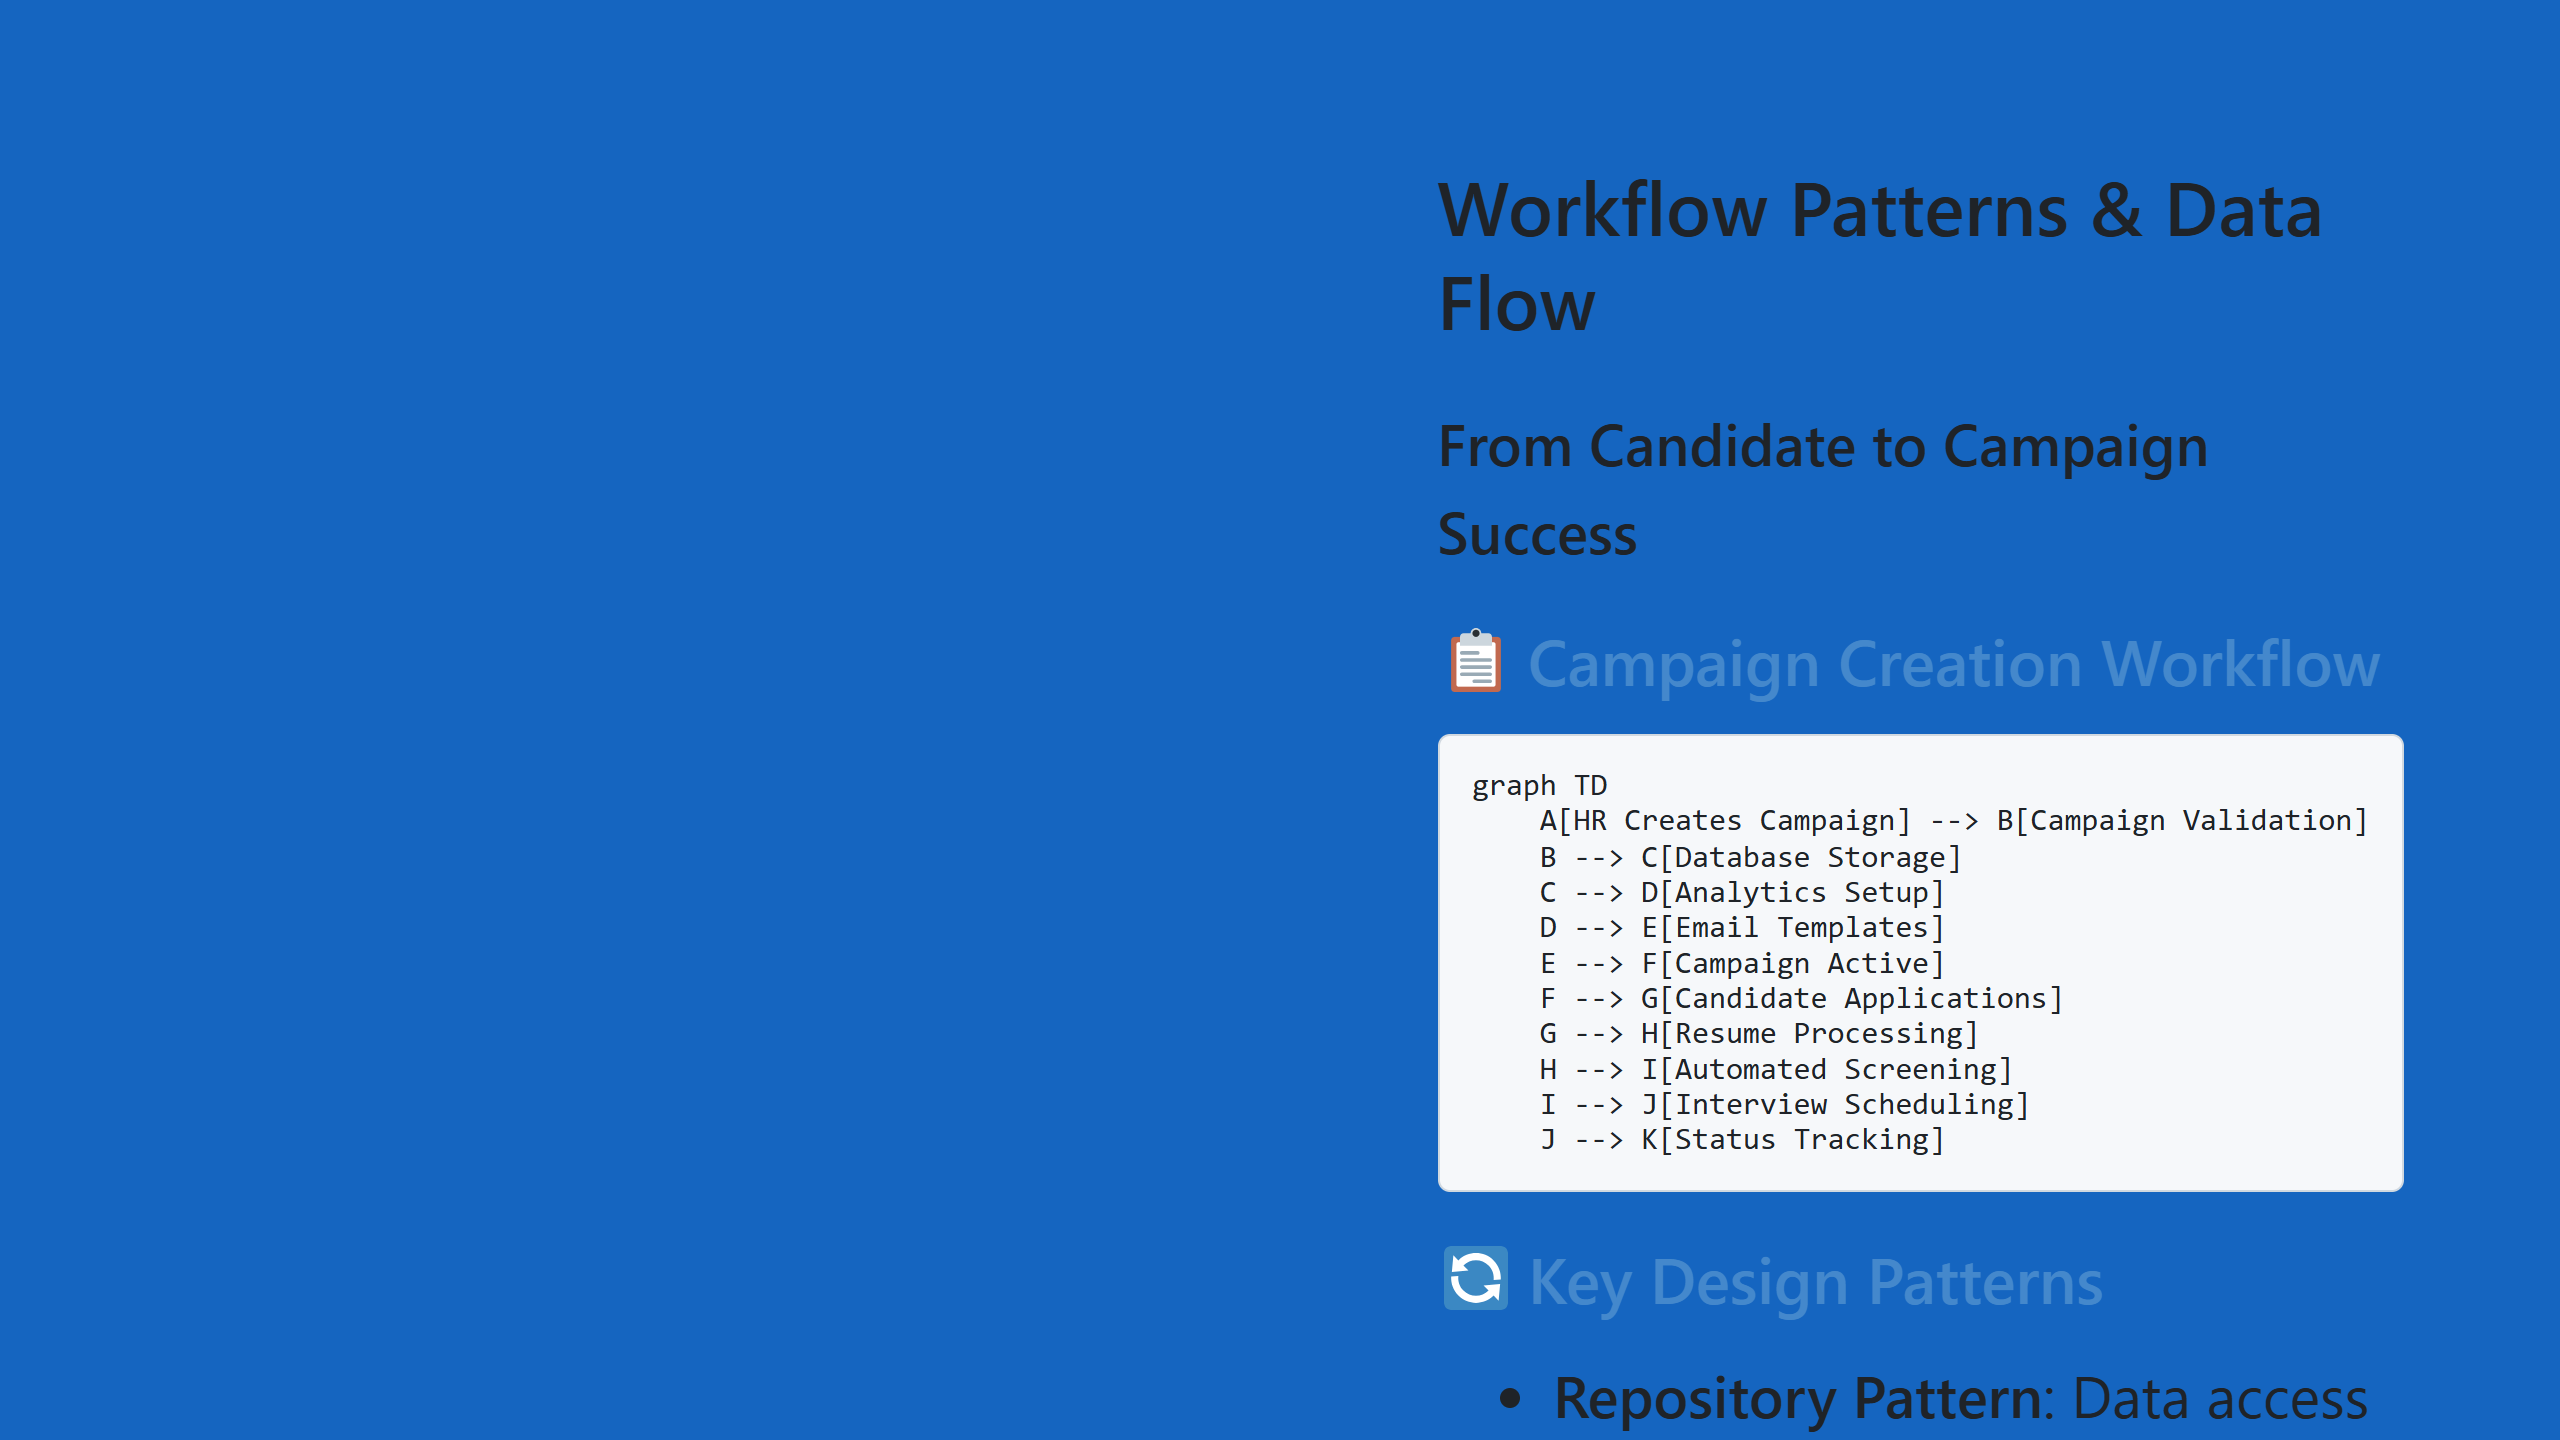 Workflow Patterns & Data
Flow
From Candidate to Campaign
Success
📋 Campaign Creation Workflow
graph TD
    A[HR Creates Campaign] --> B[Campaign Validation]
    B --> C[Database Storage]
    C --> D[Analytics Setup]
    D --> E[Email Templates]
    E --> F[Campaign Active]
    F --> G[Candidate Applications]
    G --> H[Resume Processing]
    H --> I[Automated Screening]
    I --> J[Interview Scheduling]
    J --> K[Status Tracking]
🔄 Key Design Patterns
• Repository Pattern: Data access